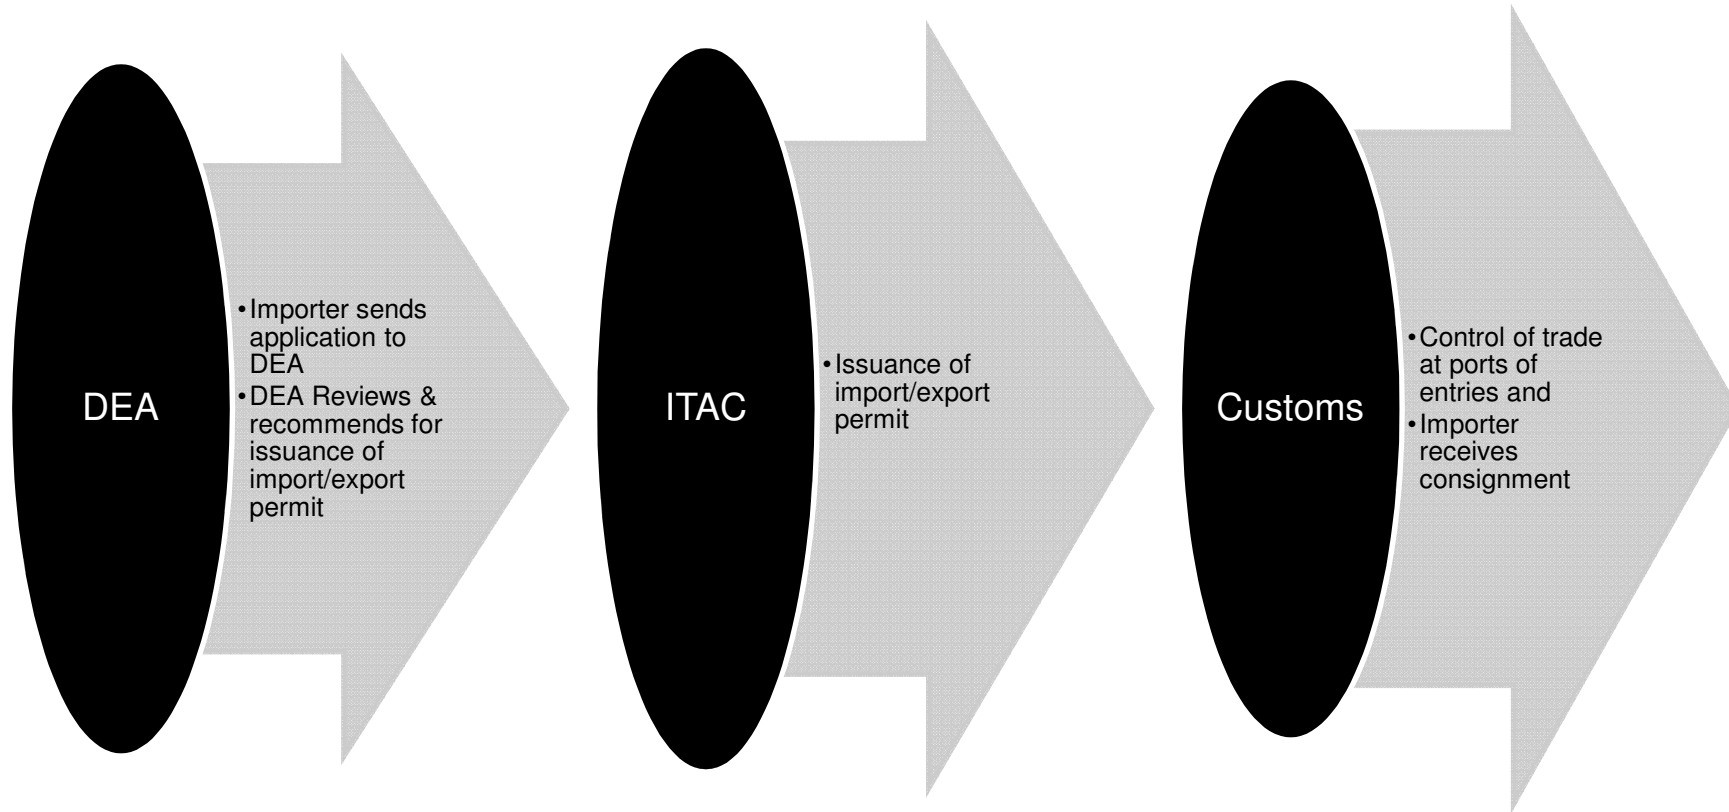 DEA
•Importer sends
application to
DEA
•DEA Reviews &
recommends for
issuance of
import/export
permit
ITAC
•Issuance of
import/export
permit
Customs
•Control of trade
at ports of
entries and
•Importer
receives
consignment